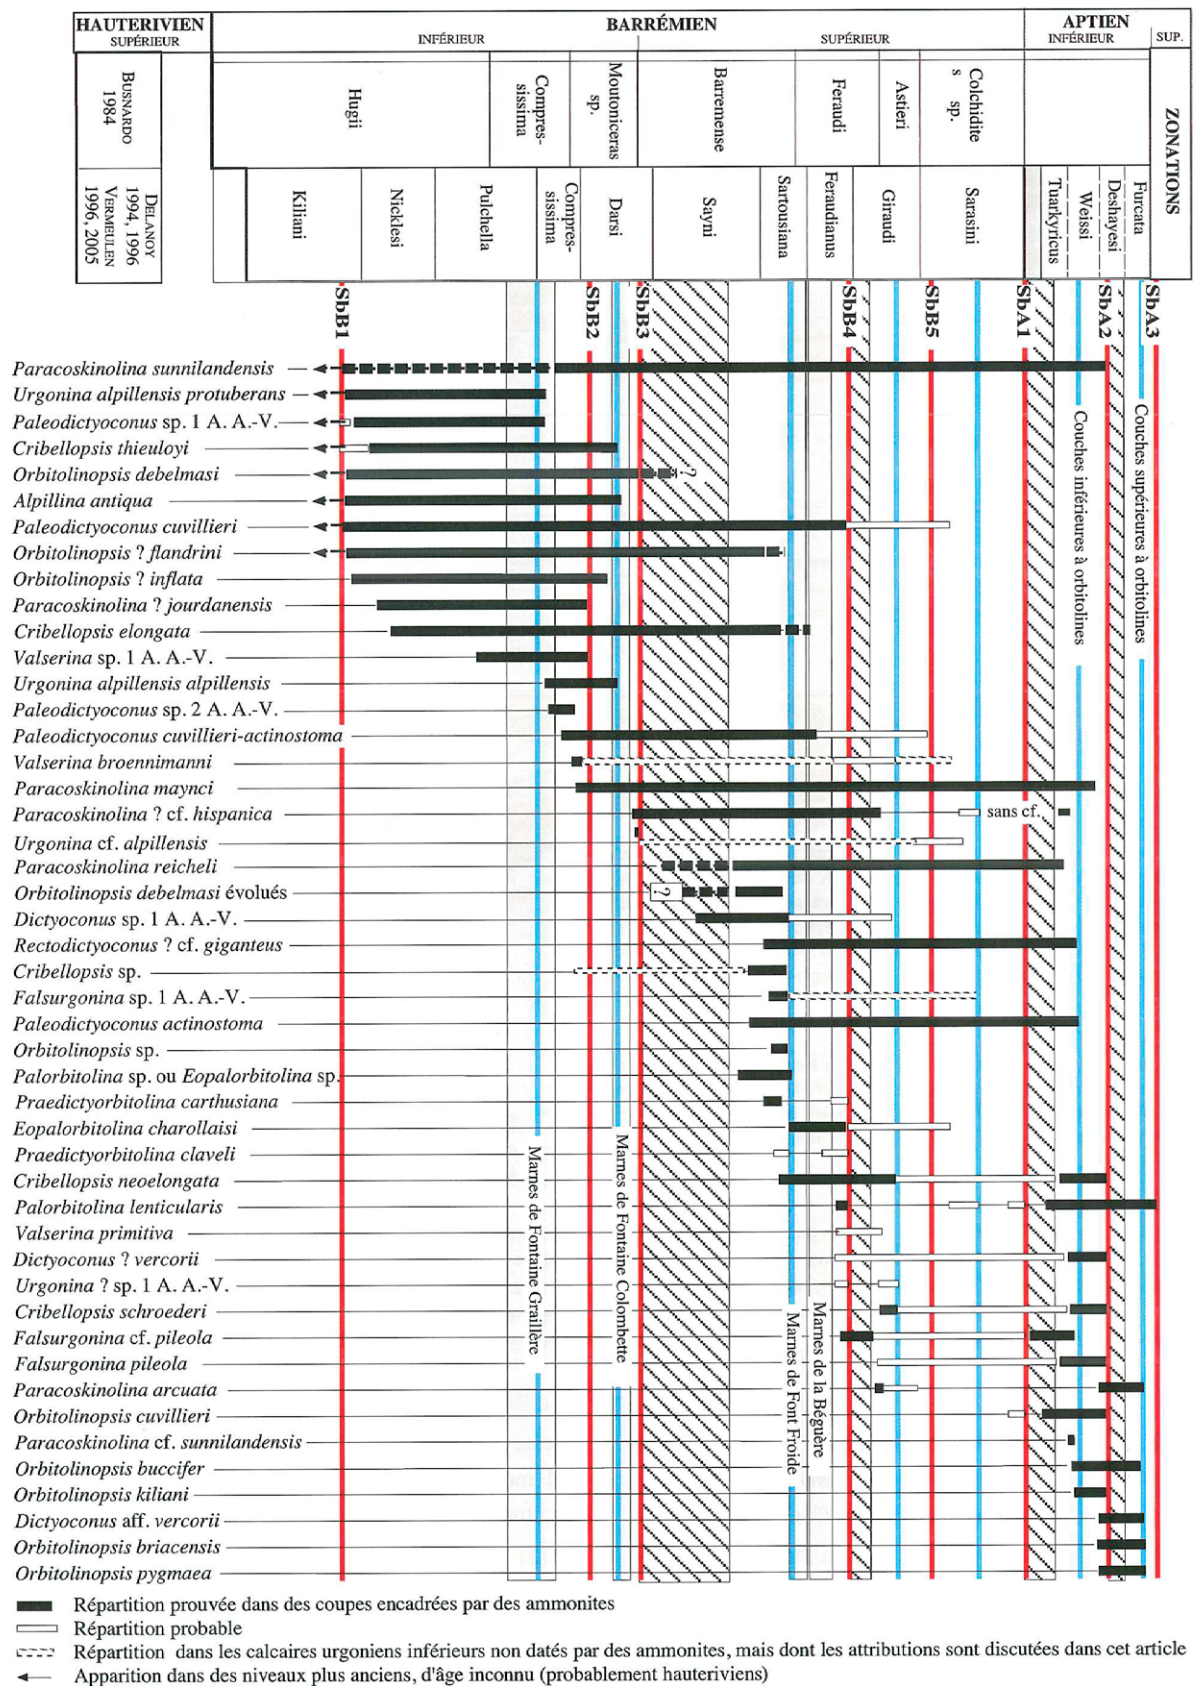 HAUTERIVIEN
SUPÉRIEUR
BARRÉMIEN
INFÉRIEUR
SUPÉRIEUR
APTIEN
INFÉRIEUR
SUP.
BUSNARDO
1984
Hugii
Compres-
sissima
Moutoniceras
sp.
Barremense
Feraudi
Astieri
Colchidite
s sp.
ZONATIONS
DELANOY
1994, 1996
VERMEULEN
1996, 2005
Kiliani
Nicklesi
Pulchella
Compres-
sissima
Darsi
Sayni
Sartousiana
Feraudianus
Giraudi
Sarasini
Tuarkyricus
Weissi
Deshayesi
Furcata
SbB1
SbB2
SbB3
SbB4
SbB5
SbA1
SbA2
SbA3
Paracoskinolina sunnilandensis
Urgonina alpillensis protuberans
Paleodictyoconus sp. 1 A. A.-V.
Cribellopsis thieuloyi
Orbitolinopsis debelmasi
?
Alpillina antiqua
Paleodictyoconus cuvillieri
Orbitolinopsis ? flandrini
Orbitolinopsis ? inflata
Paracoskinolina ? jourdanensis
Cribellopsis elongata
Valserina sp. 1 A. A.-V.
Urgonina alpillensis alpillensis
Paleodictyoconus sp. 2 A. A.-V.
Paleodictyoconus cuvillieri-actinostoma
Valserina broennimanni
Paracoskinolina maynci
Paracoskinolina ? cf. hispanica
sans cf.
Urgonina cf. alpillensis
Paracoskinolina reicheli
Orbitolinopsis debelmasi évolués
?
Dictyoconus sp. 1 A. A.-V.
Rectodictyoconus ? cf. giganteus
Cribellopsis sp.
Falsurgonina sp. 1 A. A.-V.
Paleodictyoconus actinostoma
Orbitolinopsis sp.
Palorbitolina sp. ou Eopalorbitolina sp.
Praedictyorbitolina carthusiana
Eopalorbitolina charollaisi
Praedictyorbitolina claveli
Cribellopsis neoelongata
Palorbitolina lenticularis
Valserina primitiva
Dictyoconus ? vercorii
Urgonina ? sp. 1 A. A.-V.
Cribellopsis schroederi
Falsurgonina cf. pileola
Falsurgonina pileola
Paracoskinolina arcuata
Orbitolinopsis cuvillieri
Paracoskinolina cf. sunnilandensis
Orbitolinopsis buccifer
Orbitolinopsis kiliani
Dictyoconus aff. vercorii
Orbitolinopsis briacensis
Orbitolinopsis pygmaea
Marnes de Fontaine Graillère
Marnes de Fontaine Colombette
Marnes de Font Froide
Marnes de la Béguère
Couches inférieures à orbitolines
Couches supérieures à orbitolines
Répartition prouvée dans des coupes encadrées par des ammonites
Répartition probable
Répartition dans les calcaires urgoniens inférieurs non datés par des ammonites, mais dont les attributions sont discutées dans cet article
Apparition dans des niveaux plus anciens, d'âge inconnu (probablement hauteriviens)